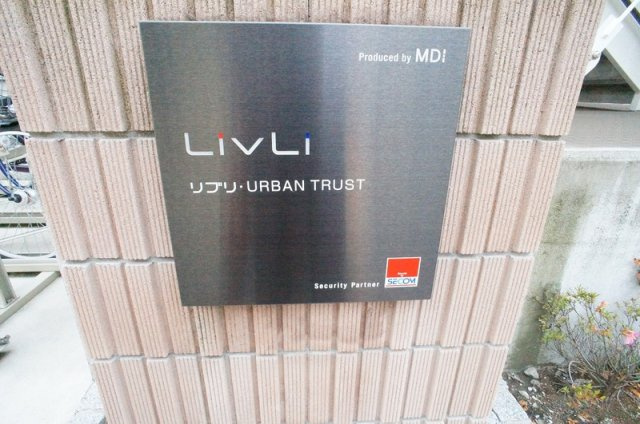 Produced by MDI
LivLi
リブリ・URBAN TRUST
Security Partner
SECOM